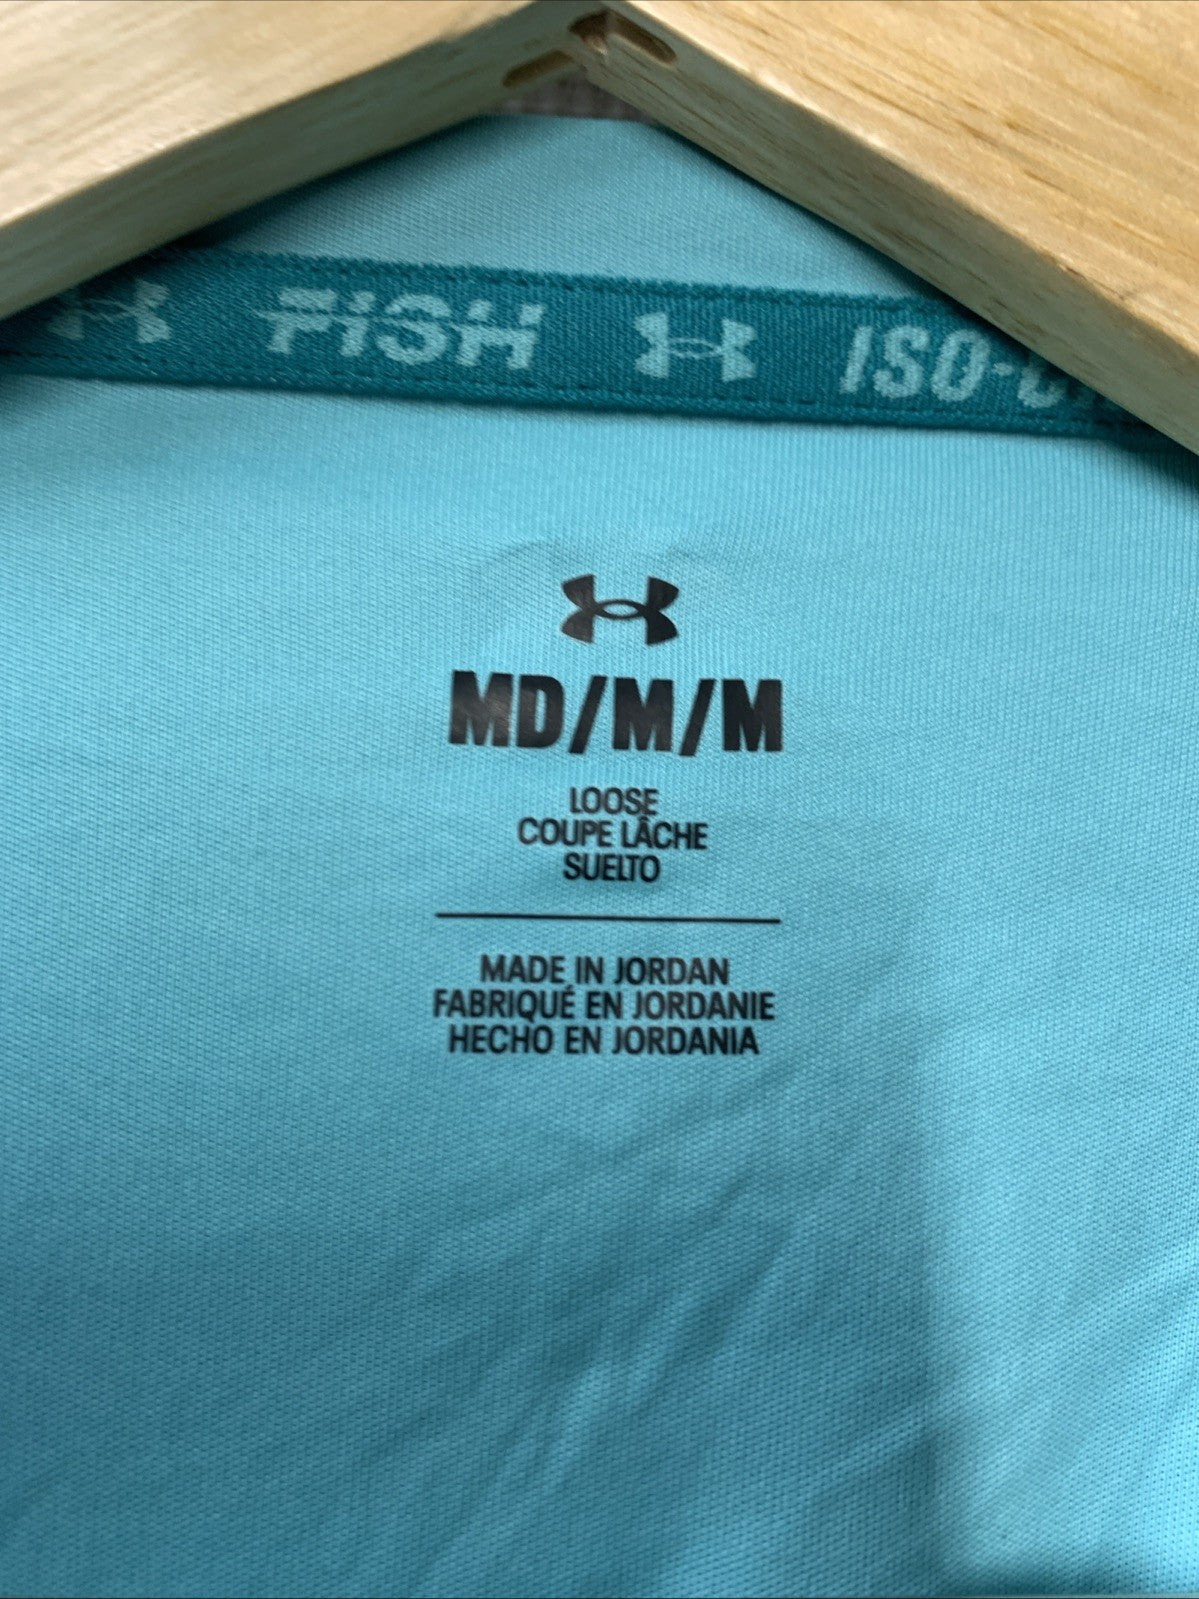 FISH ISO-
MD/M/M
LOOSE
COUPE LÂCHE
SUELTO
MADE IN JORDAN
FABRIQUÉ EN JORDANIE
HECHO EN JORDANIA